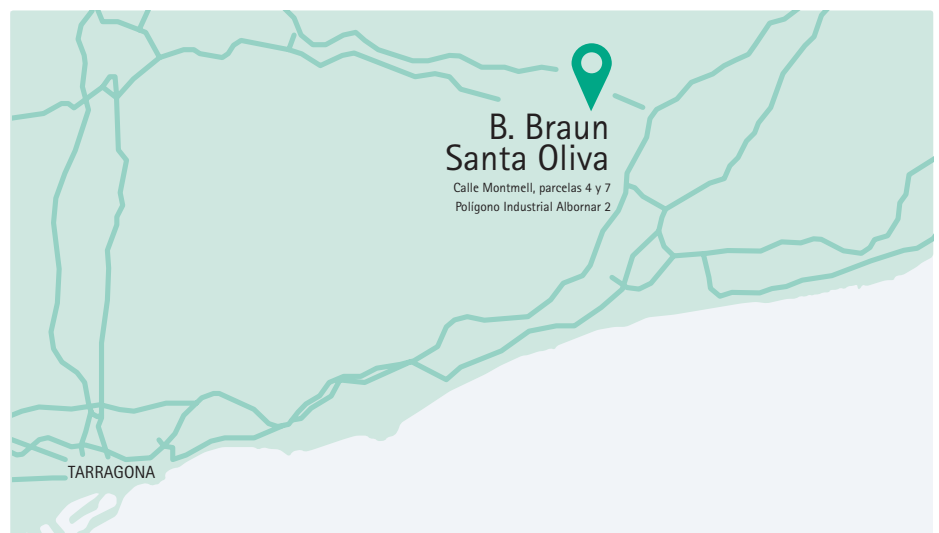 B. Braun
Santa Oliva
Calle Montmell, parcelas 4 y 7
Polígono Industrial Albornar 2
TARRAGONA